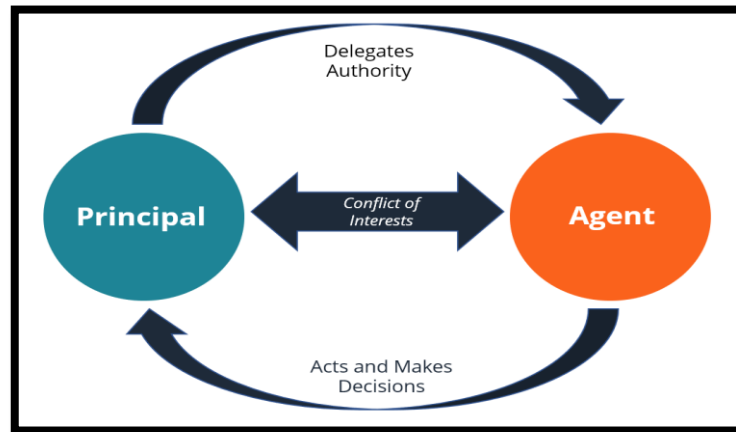 Delegates
Authority
Principal
Conflict of
Interests
Agent
Acts and Makes
Decisions